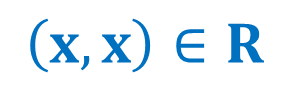 (x, x) ∈ R